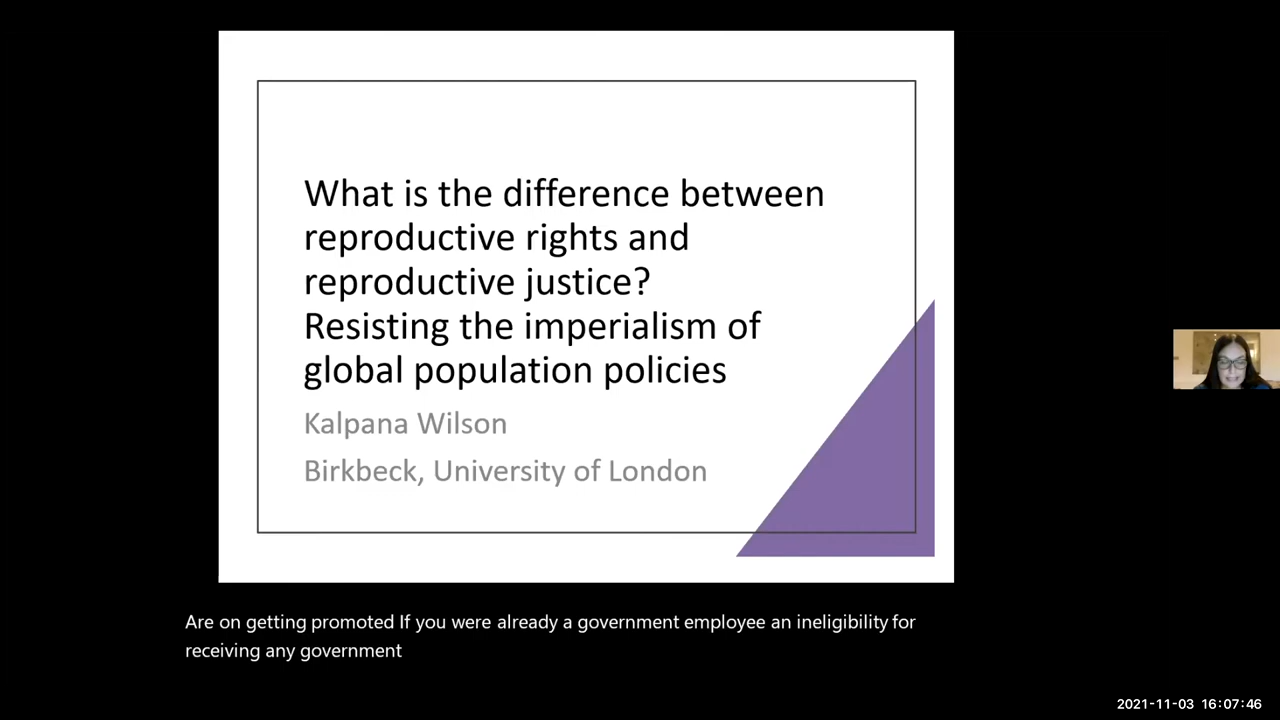 What is the difference between
reproductive rights and
reproductive justice?
Resisting the imperialism of
global population policies
Kalpana Wilson
Birkbeck, University of London
Are on getting promoted If you were already a government employee an ineligibility for
receiving any government
2021-11-03 16:07:46